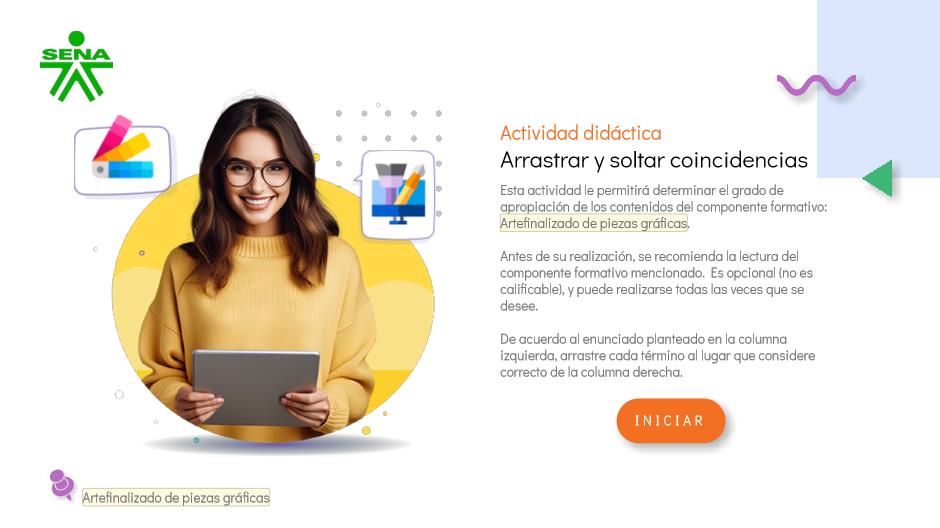 SENA
Actividad didáctica
Arrastrar y soltar coincidencias
Esta actividad le permitirá determinar el grado de
apropiación de los contenidos del componente formativo:
Artefinalizado de piezas gráficas.
Antes de su realización, se recomienda la lectura del
componente formativo mencionado. Es opcional (no es
calificable), y puede realizarse todas las veces que se
desee.
De acuerdo al enunciado planteado en la columna
izquierda, arrastre cada término al lugar que considere
correcto de la columna derecha.
INICIAR
Artefinalizado de piezas gráficas